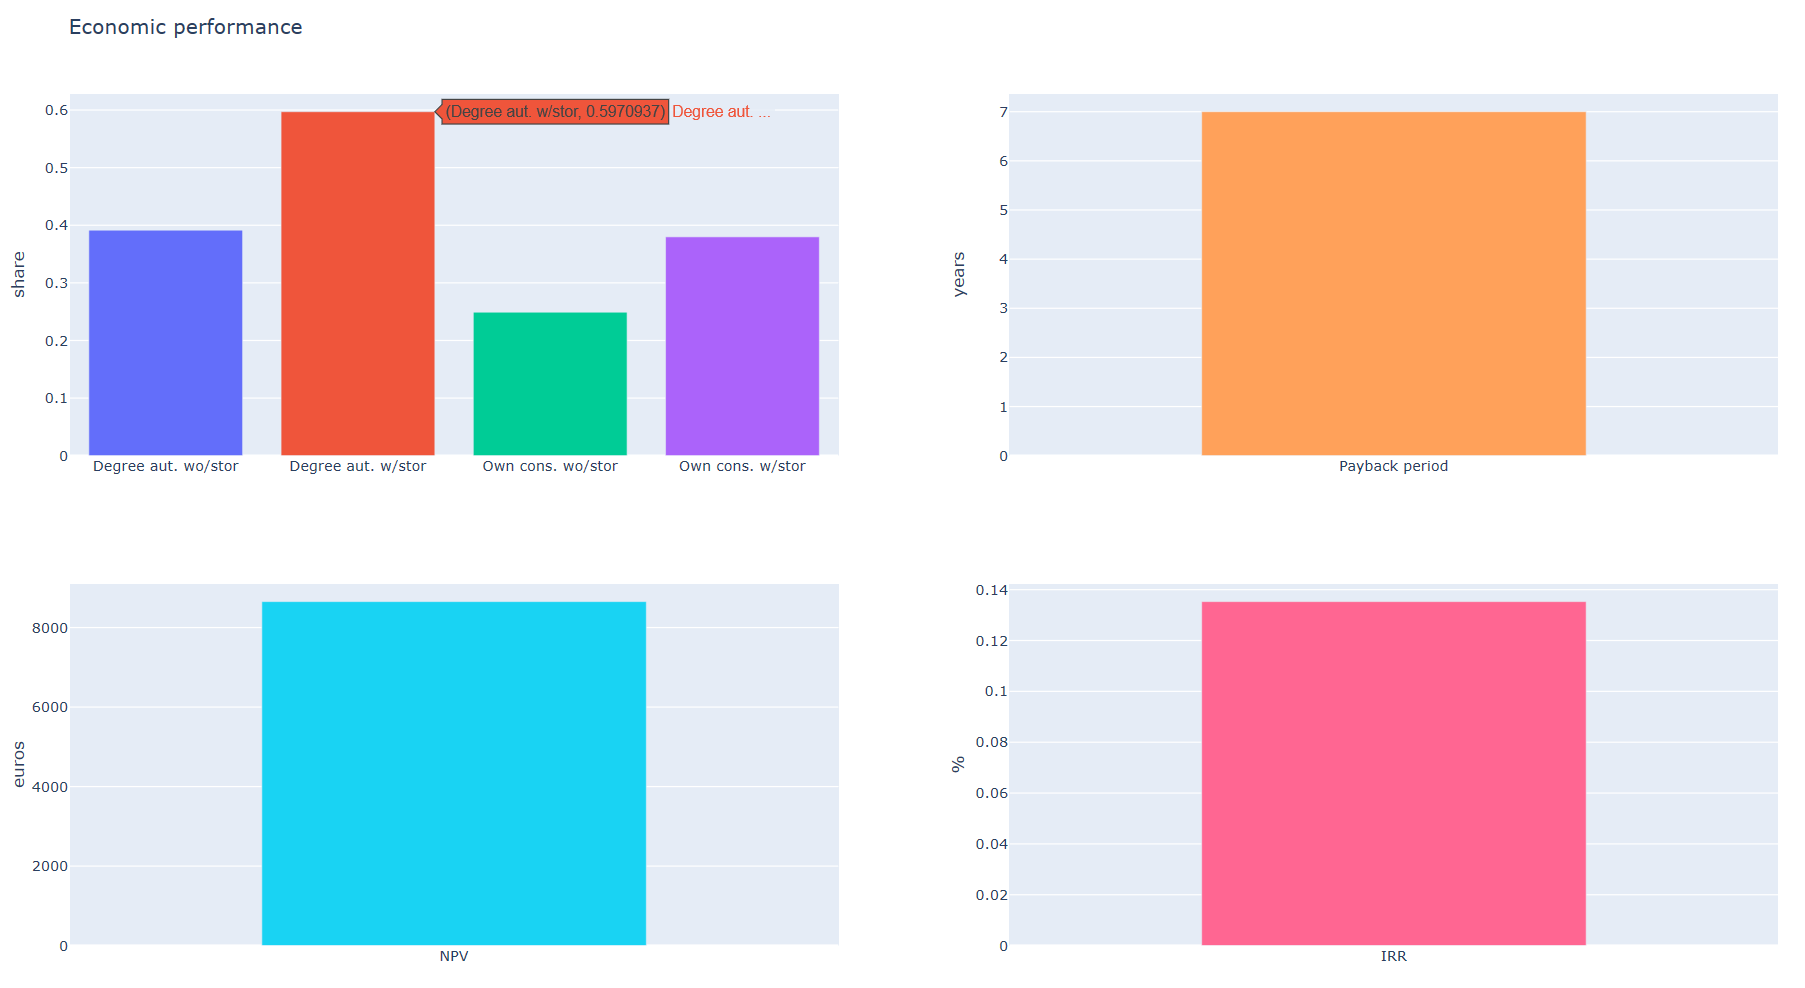 Economic performance
0.6
0.5
0.4
0.3
0.2
0.1
0
share
(Degree aut. w/stor, 0.5970937) Degree aut. ...
Degree aut. wo/stor
Degree aut. w/stor
Own cons. wo/stor
Own cons. w/stor
7
6
5
4
3
2
1
0
years
Payback period
8000
6000
4000
2000
0
euros
NPV
0.14
0.12
0.1
0.08
0.06
0.04
0.02
0
%
IRR